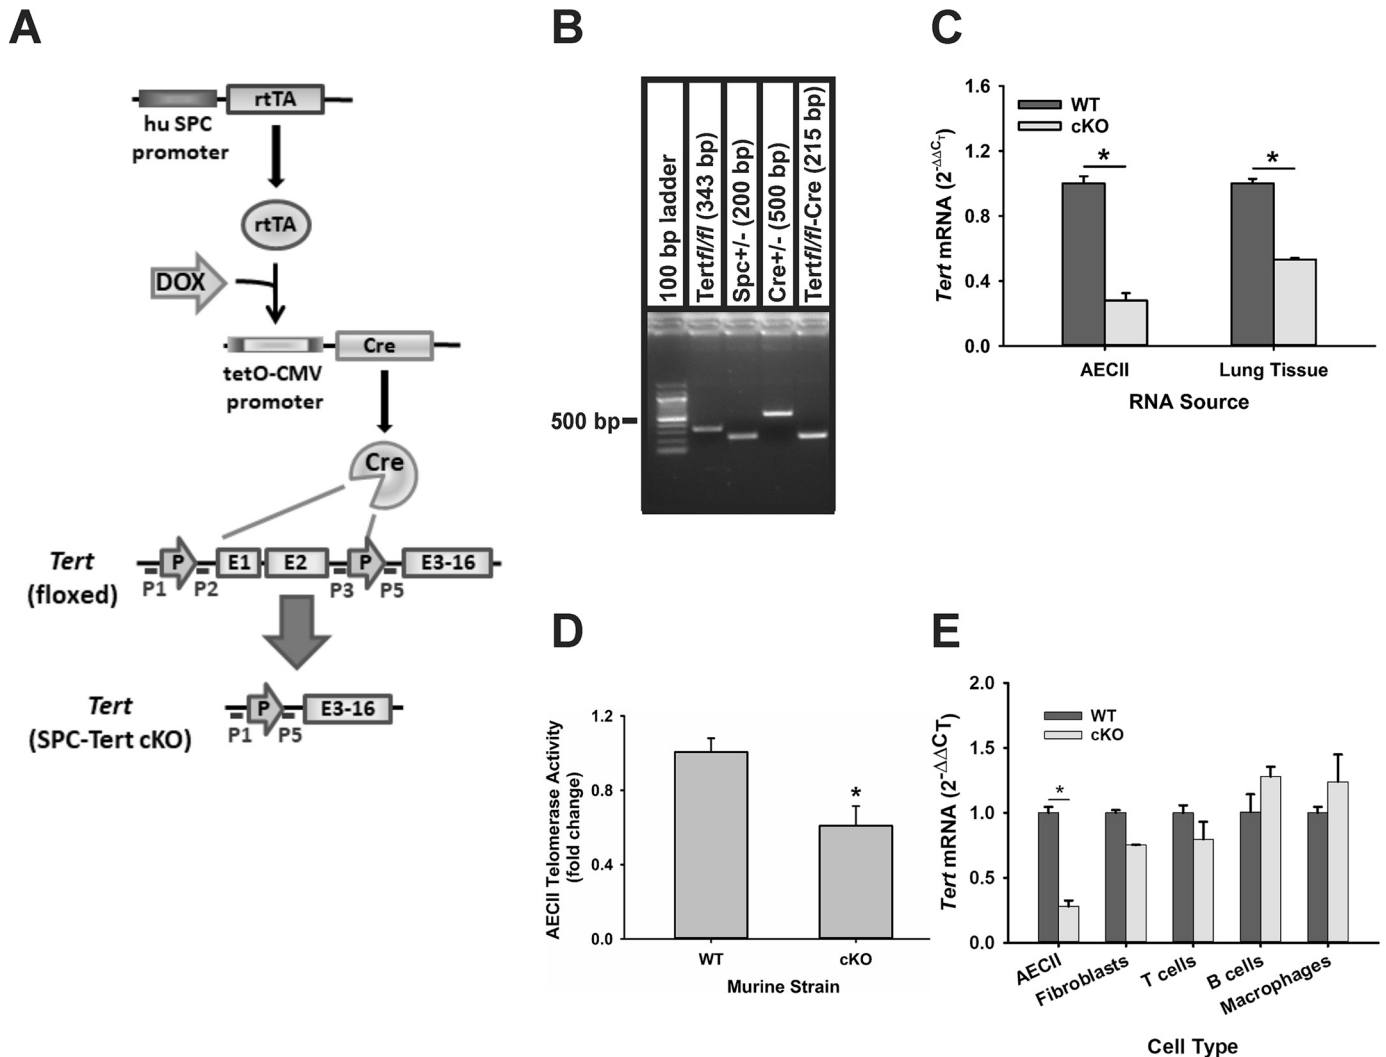 A
rtTA
hu SPC
promoter
rtTA
DOX
Cre
tetO-CMV
promoter
Cre
Tert
(floxed)
P E1 E2 P E3-16
P1 P2 P3 P5
Tert
(SPC-Tert cKO)
P E3-16
P1 P5
B
100 bp ladder
Tertfl/fl (343 bp)
Spc+/- (200 bp)
Cre+/- (500 bp)
Tertfl/fl-Cre (215 bp)
500 bp
C
Tert mRNA (2-ΔΔCT)
1.6
1.2
0.8
0.4
0.0
WT
cKO
*
*
AECII Lung Tissue
RNA Source
D
AECII Telomerase Activity
(fold change)
1.2
0.8
0.4
0.0
*
WT cKO
Murine Strain
E
Tert mRNA (2-ΔΔCT)
2.0
1.5
1.0
0.5
0.0
WT
cKO
*
AECII
Fibroblasts
T cells
B cells
Macrophages
Cell Type